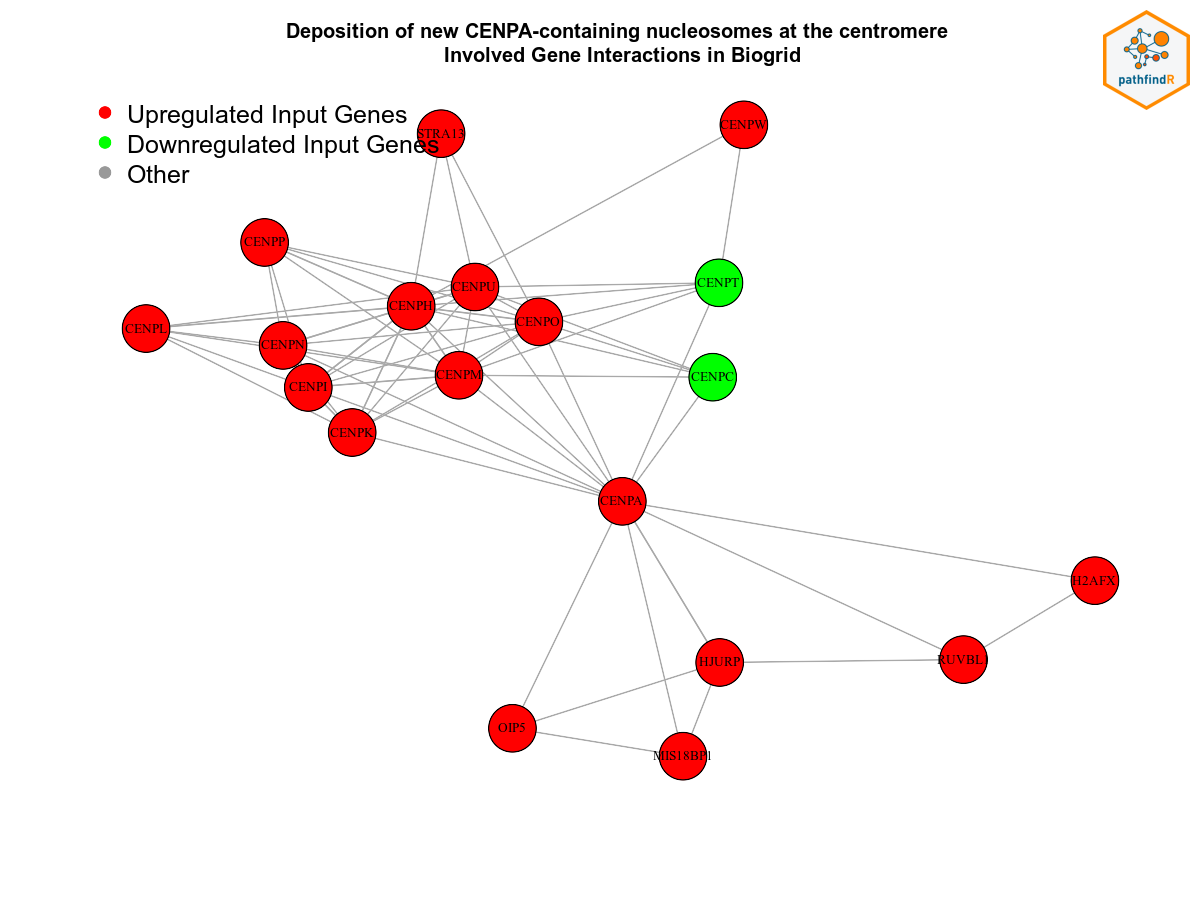 Deposition of new CENPA-containing nucleosomes at the centromere
Involved Gene Interactions in Biogrid
pathfindR
Upregulated Input Genes
Downregulated Input Genes
Other
STRA13
CENPW
CENPP
CENPU
CENPT
CENPH
CENPO
CENPL
CENPN
CENPM
CENPC
CENPI
CENPK
CENPA
H2AFX
HJURP
RUVBL1
OIP5
MIS18BP1